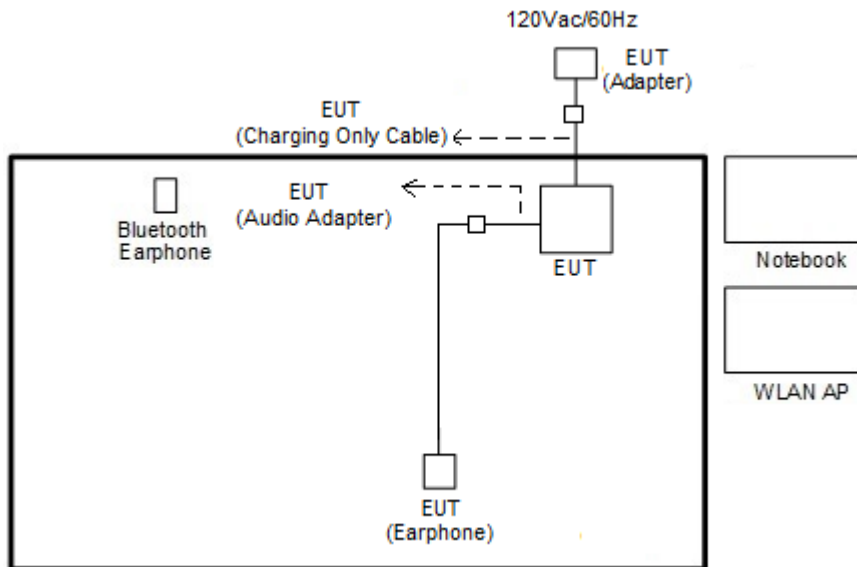 120Vac/60Hz
EUT
(Adapter)
EUT
(Charging Only Cable)
EUT
(Audio Adapter)
Bluetooth
Earphone
EUT
Notebook
WLAN AP
EUT
(Earphone)